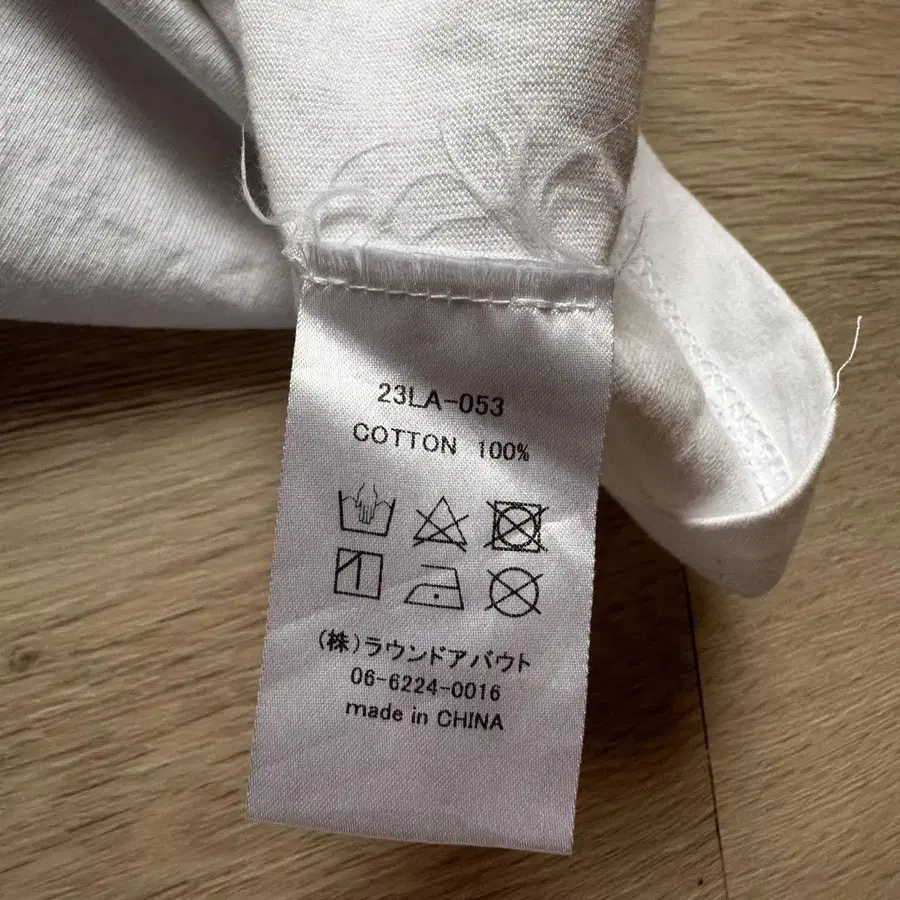 23LA-053
COTTON 100%
(株)ラウンドアバウト
06-6224-0016
made in CHINA